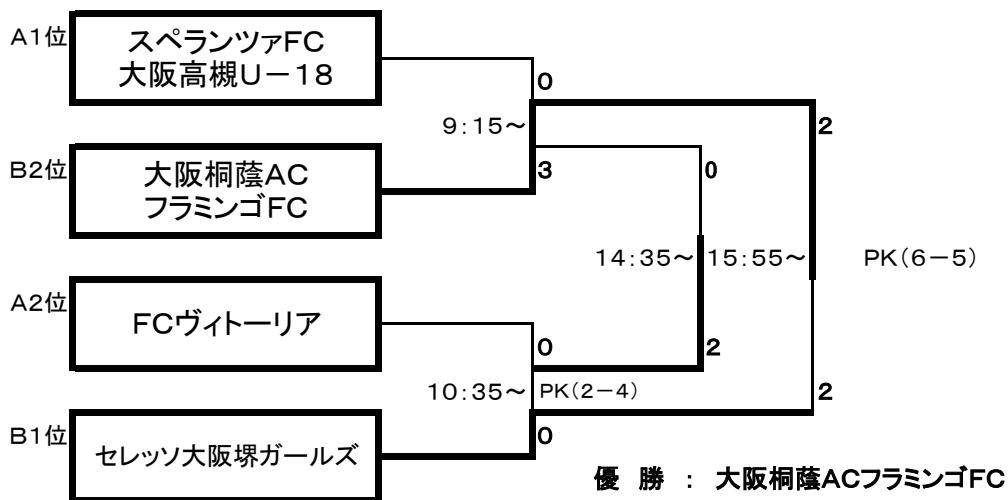 A1位
スペランツァFC
大阪高槻U－18
0
9：15～
2
B2位
大阪桐蔭AC
フラミンゴFC
3
0
14：35～
15：55～
PK（6－5）
A2位
FCヴィトーリア
0
2
10：35～
PK（2－4）
2
B1位
セレッソ大阪堺ガールズ
0
優 勝 ： 大阪桐蔭ACフラミンゴFC